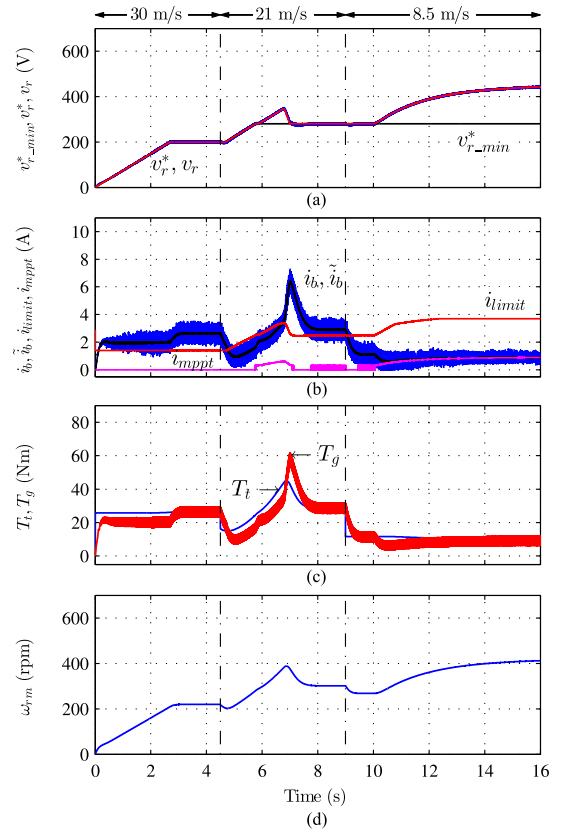 30 m/s 21 m/s 8.5 m/s
v*r_min, v*r, vr (V)
600
400
200
0
v*r, vr
v*r_min
(a)
ib, ĩb, ilimit, imppt (A)
10
8
6
4
2
0
ib, ĩb
ilimit
imppt
(b)
Tt, Tg (Nm)
80
60
40
20
0
Tg
Tt
(c)
ωrm (rpm)
600
400
200
0
0 2 4 6 8 10 12 14 16
Time (s)
(d)